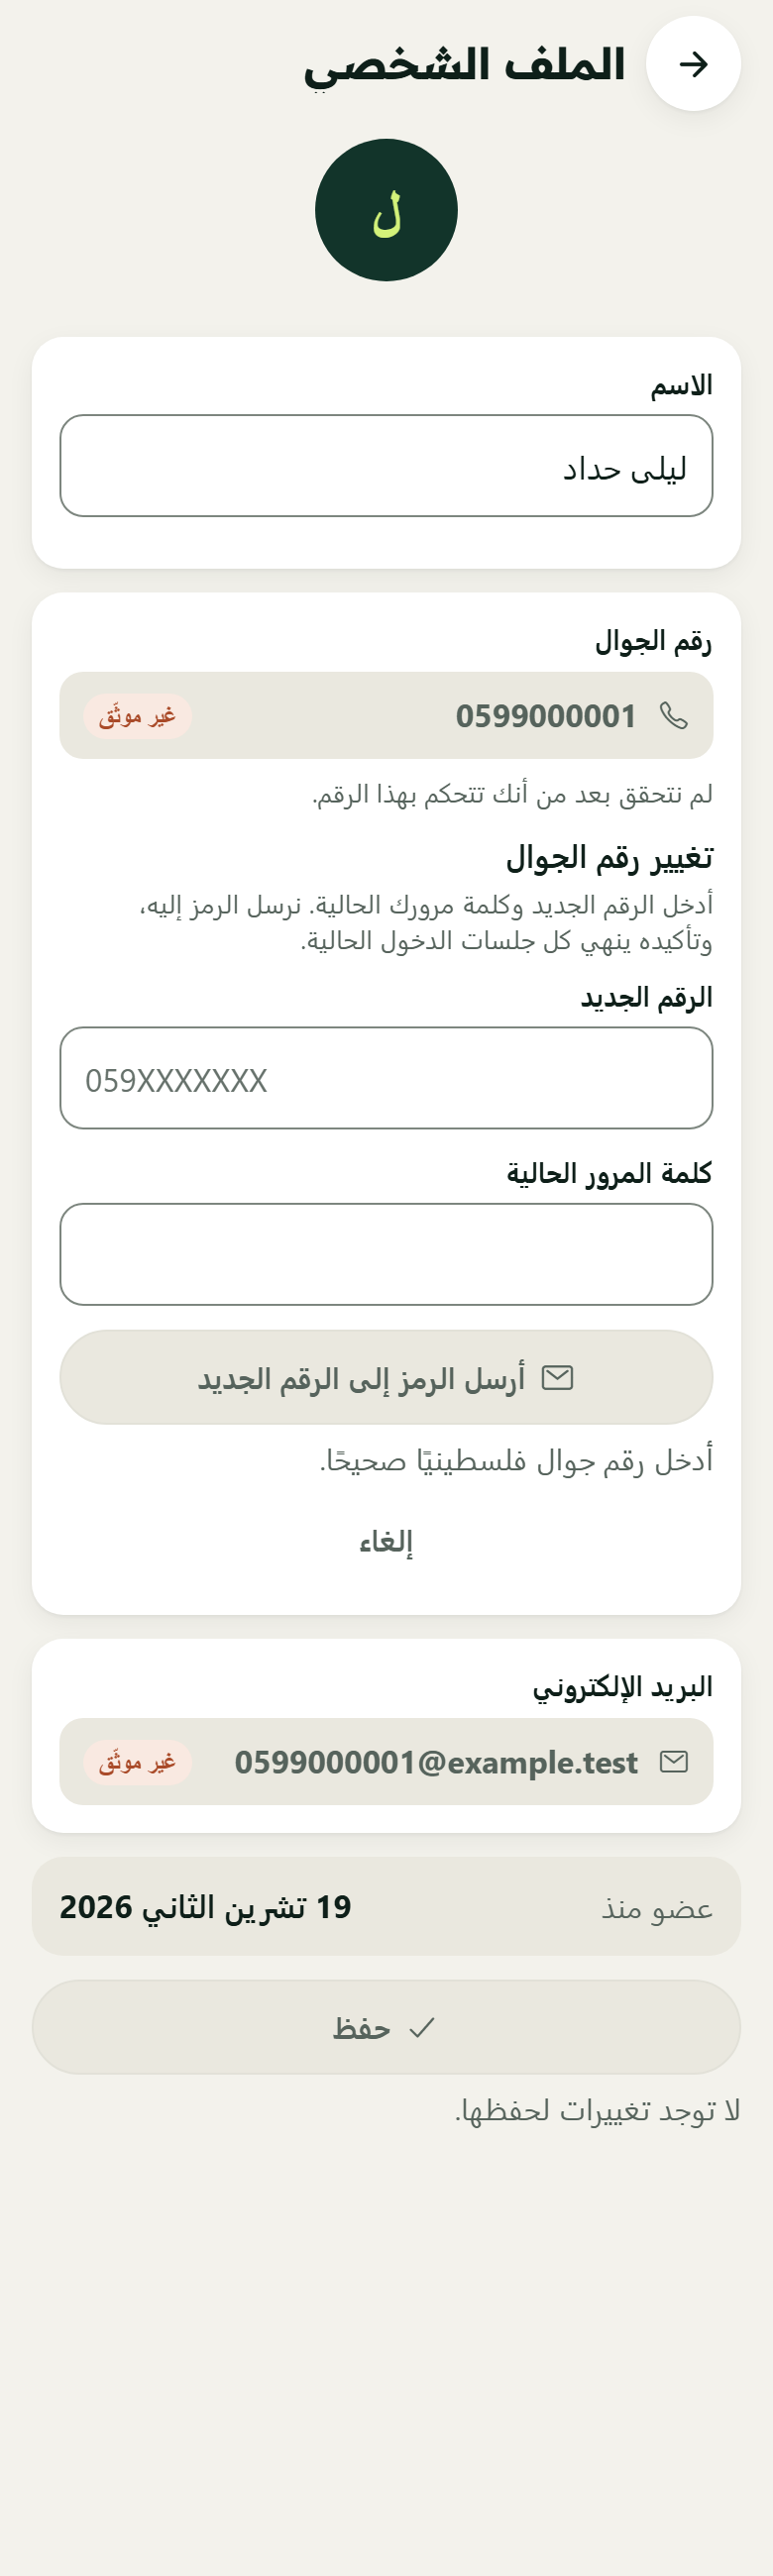 الملف الشخصي
ل
الاسم
ليلى حداد
رقم الجوال
0599000001
غير موثّق
لم نتحقق بعد من أنك تتحكم بهذا الرقم.
تغيير رقم الجوال
أدخل الرقم الجديد وكلمة مرورك الحالية. نرسل الرمز إليه،
وتأكيده ينهي كل جلسات الدخول الحالية.
الرقم الجديد
059XXXXXXX
كلمة المرور الحالية
أرسل الرمز إلى الرقم الجديد
أدخل رقم جوال فلسطينيًا صحيحًا.
إلغاء
البريد الإلكتروني
0599000001@example.test
غير موثّق
عضو منذ
19 تشرين الثاني 2026
حفظ
لا توجد تغييرات لحفظها.